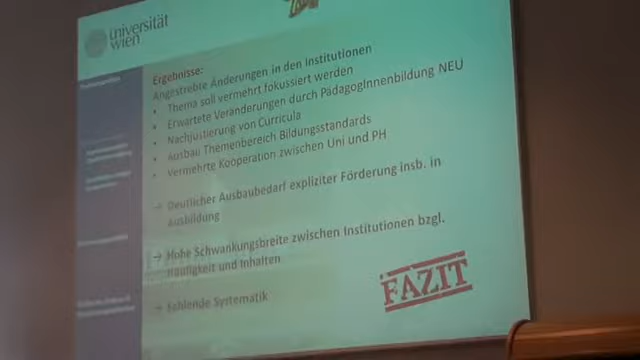 universität
wien
Ergebnisse:
Angestrebte Änderungen in den Institutionen
• Thema soll vermehrt fokussiert werden
• Erwartete Veränderungen durch PädagogInnenbildung NEU
• Nachjustierung von Curricula
• Ausbau Themenbereich Bildungsstandards
• Vermehrte Kooperation zwischen Uni und PH
→ Deutlicher Ausbaubedarf expliziter Förderung insb. in
ausbildung
→ Hohe Schwankungsbreite zwischen Institutionen bzgl.
Häufigkeit und Inhalten
→ Fehlende Systematik
FAZIT